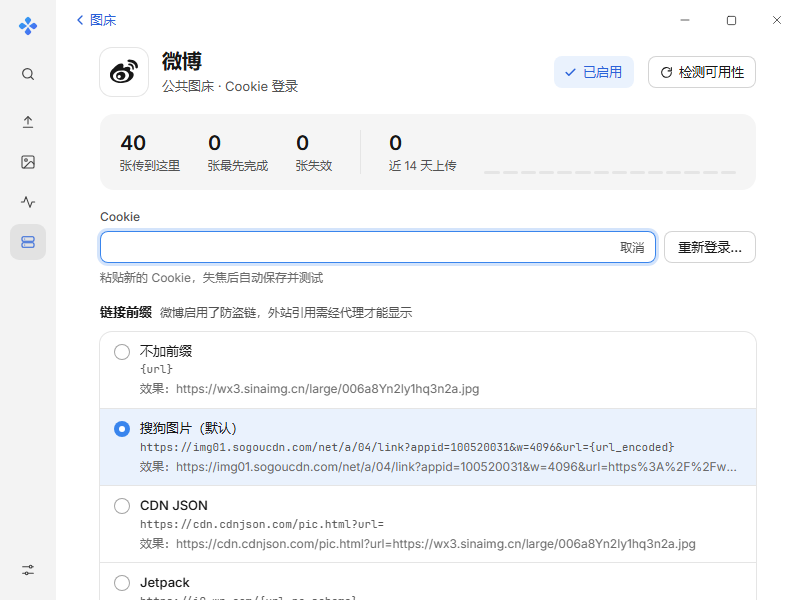 图床
微博
公共图床 · Cookie 登录
已启用
检测可用性
40
张传到这里
0
张最先完成
0
张失效
0
近 14 天上传
Cookie
取消
重新登录...
粘贴新的 Cookie，失焦后自动保存并测试
链接前缀 微博启用了防盗链，外站引用需经代理才能显示
不加前缀
{url}
效果：https://wx3.sinaimg.cn/large/006a8Yn2ly1hq3n2a.jpg
搜狗图片（默认）
https://img01.sogoucdn.com/net/a/04/link?appid=100520031&w=4096&url={url_encoded}
效果：https://img01.sogoucdn.com/net/a/04/link?appid=100520031&w=4096&url=https%3A%2F%2Fw...
CDN JSON
https://cdn.cdnjson.com/pic.html?url=
效果：https://cdn.cdnjson.com/pic.html?url=https://wx3.sinaimg.cn/large/006a8Yn2ly1hq3n2a.jpg
Jetpack